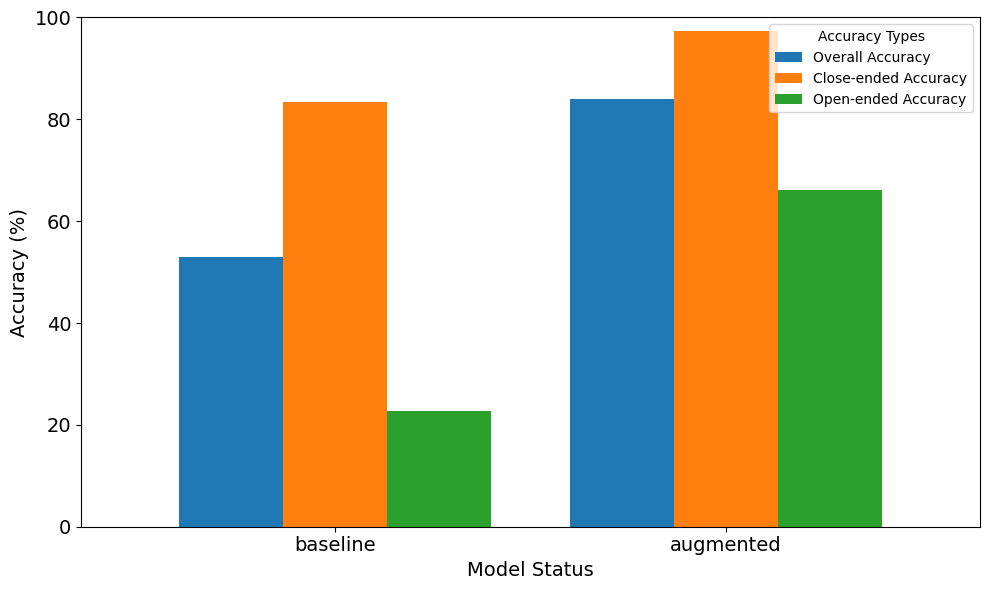 100
80
60
40
20
0
Accuracy (%)
Accuracy Types
Overall Accuracy
Close-ended Accuracy
Open-ended Accuracy
baseline
augmented
Model Status